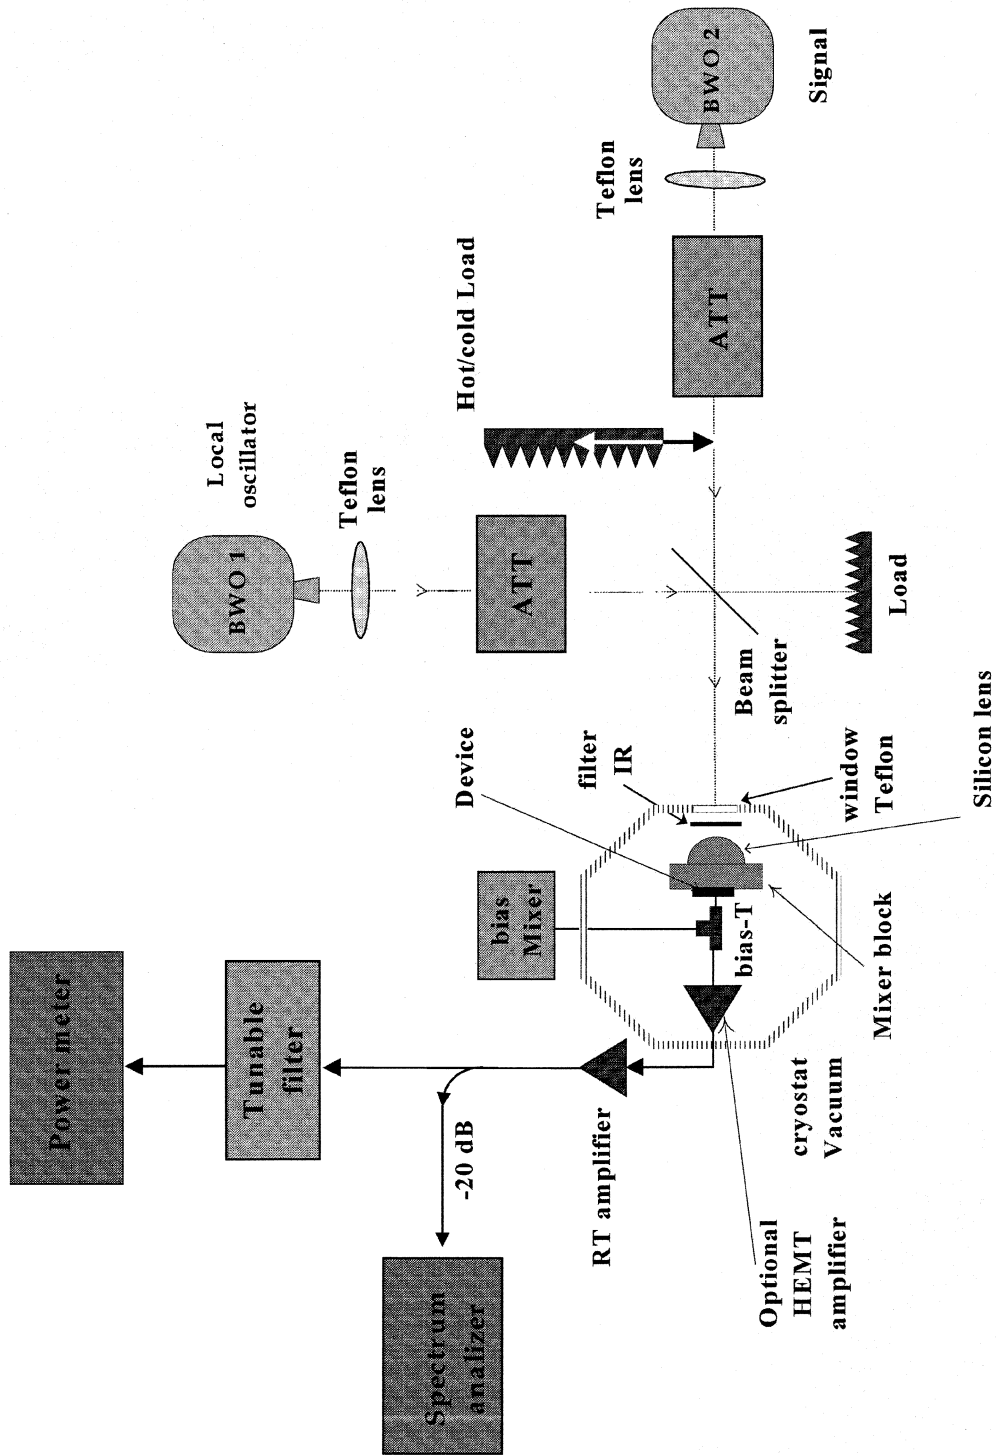 Power meter
Tunable
filter
Spectrum
analizer
-20 dB
RT amplifier
bias
Mixer
Device
Local
oscillator
BWO 1
Teflon
lens
ATT
Hot/cold Load
Teflon
lens
BWO 2
Signal
ATT
filter
IR
Beam
splitter
Load
bias-T
window
Teflon
Silicon lens
Mixer block
cryostat
Vacuum
Optional
HEMT
amplifier